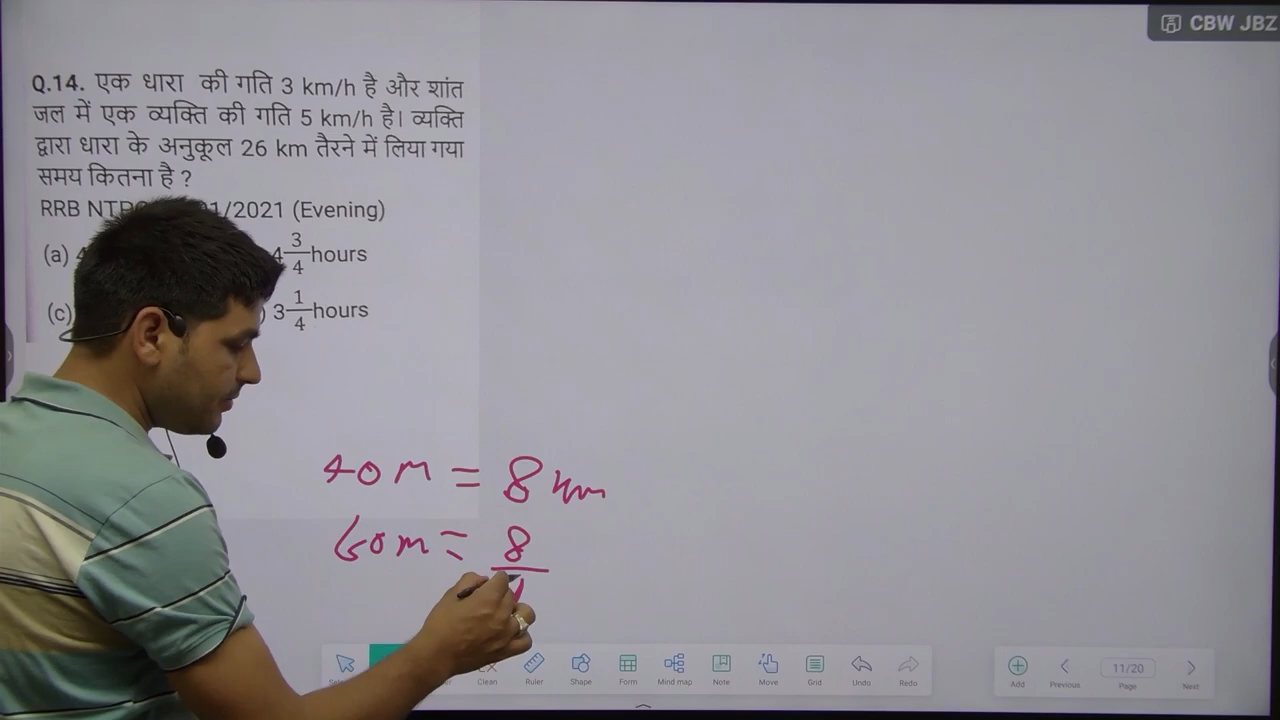 CBW JBZ
Q.14. एक धारा की गति 3 km/h है और शांत
जल में एक व्यक्ति की गति 5 km/h है। व्यक्ति
द्वारा धारा के अनुकूल 26 km तैरने में लिया गया
समय कितना है ?
RRB 1/2021 (Evening)
(a) 4 3/4 hours
(c) 3 1/4 hours
40 m = 8 km
60 m = 8
Clean Ruler Shape Form Mind map Note Move Grid Undo Redo
Add Previous 11/20 Page Next